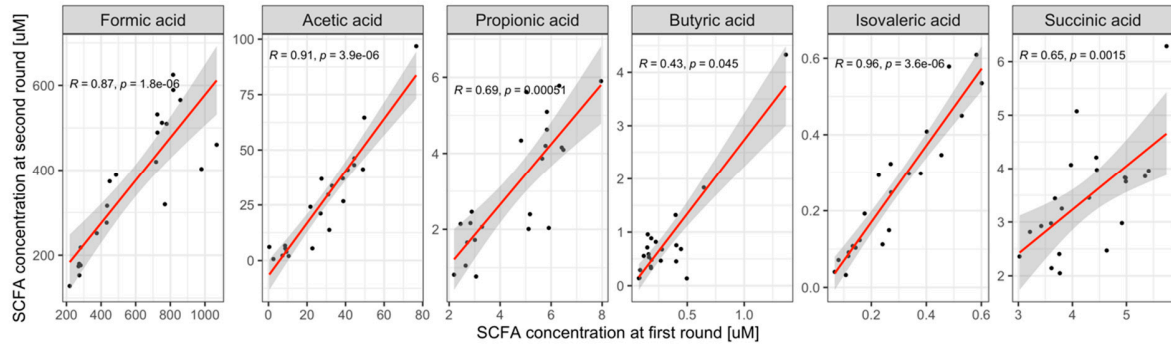 Formic acid
Acetic acid
Propionic acid
Butyric acid
Isovaleric acid
Succinic acid
SCFA concentration at second round [uM]
R = 0.87, p = 1.8e-06
600
400
200
200 400 600 800 1000
R = 0.91, p = 3.9e-06
100
75
50
25
0
0 20 40 60 80
R = 0.69, p = 0.00051
6
4
2
2 4 6 8
R = 0.43, p = 0.045
4
3
2
1
0
0.5 1.0
R = 0.96, p = 3.6e-06
0.6
0.4
0.2
0.0
0.2 0.4 0.6
R = 0.65, p = 0.0015
6
5
4
3
2
3 4 5
SCFA concentration at first round [uM]